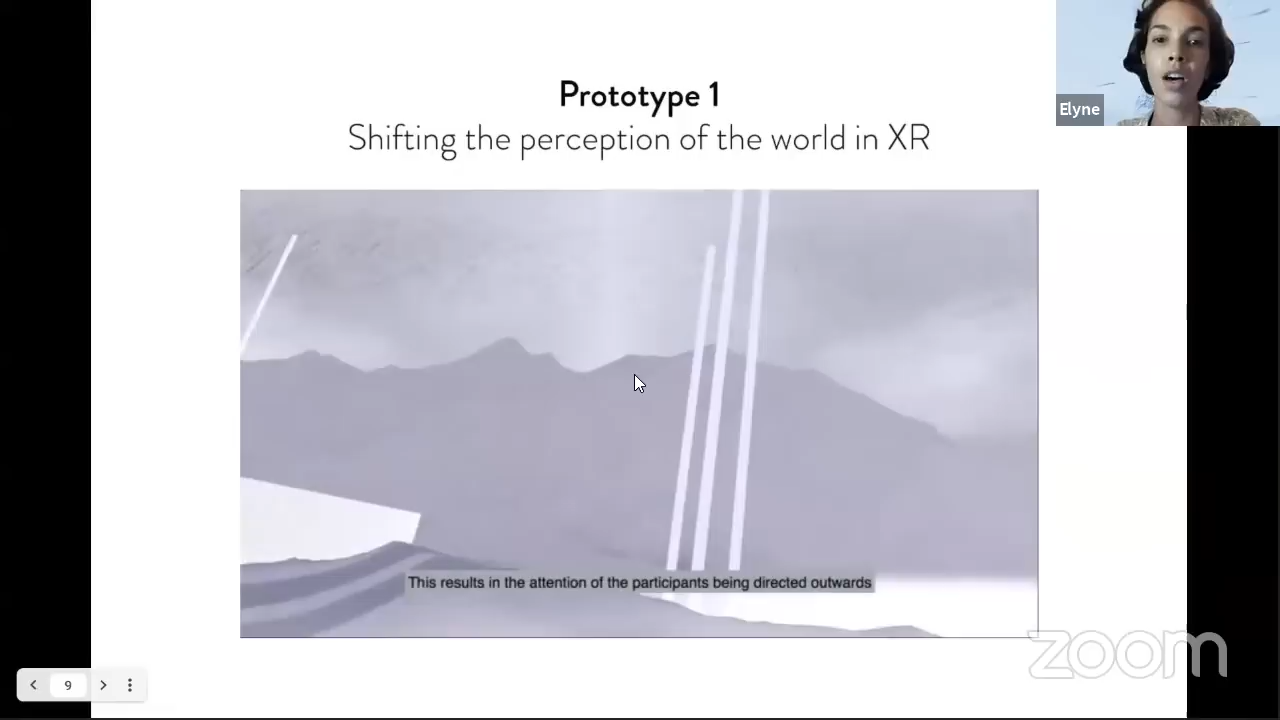 Prototype 1
Shifting the perception of the world in XR
Elyne
This results in the attention of the participants being directed outwards
zoom
9